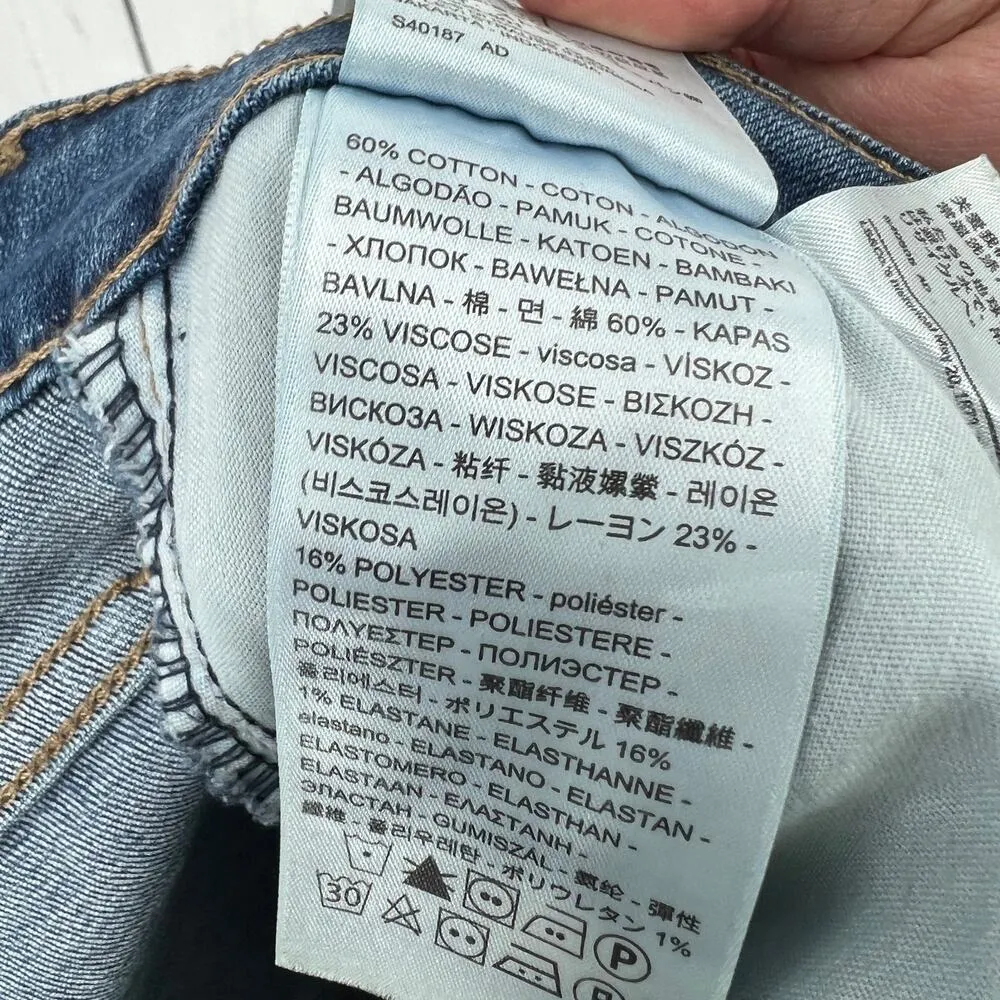 S40187 AD
60% COTTON - COTON - ALGODON
- ALGODÃO - PAMUK - COTONE -
BAUMWOLLE - KATOEN - BAMBAKI
- ХЛОПОК - BAWEŁNA - PAMUT -
BAVLNA - 棉 - 면 - 綿 60% - KAPAS
23% VISCOSE - viscosa - VİSKOZ -
VISCOSA - VISKOSE - ΒΙΣΚΟΖΗ -
ВИСКОЗА - WISKOZA - VISZKÓZ -
VISKÓZA - 粘纤 - 黏液嫘縈 - 레이온
(비스코스레이온) - レーヨン 23% -
VISKOSA
16% POLYESTER - poliéster -
POLIESTER - POLIESTERE -
ΠΟΛΥΕΣΤΕΡ - ПОЛИЭСТЕР -
POLIÉSZTER - 聚酯纤维 - 聚酯纖維 -
폴리에스터 - ポリエステル 16%
1% ELASTANE - ELASTHANNE -
elastano - ELASTANO - ELASTAN -
ELASTOMERO - ELASTHAN -
ELASTAAN - ΕΛΑΣΤΑΝΗ -
ЭЛАСТАН - GUMISZÁL - 氨纶 - 彈性
纖維 - 폴리우레탄 - ポリウレタン 1%
P
30